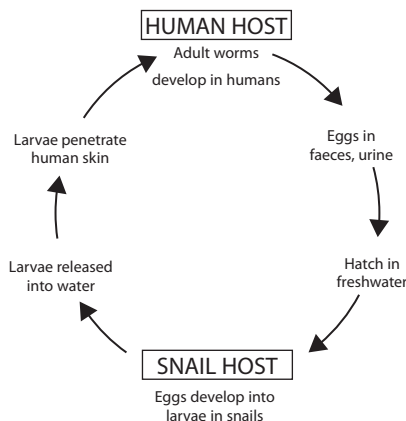 HUMAN HOST
Adult worms
develop in humans
Eggs in
faeces, urine
Hatch in
freshwater
SNAIL HOST
Eggs develop into
larvae in snails
Larvae released
into water
Larvae penetrate
human skin